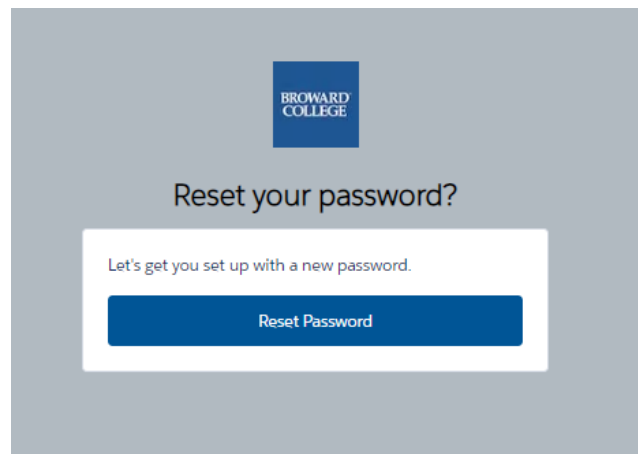 BROWARD
COLLEGE
Reset your password?
Let's get you set up with a new password.
Reset Password